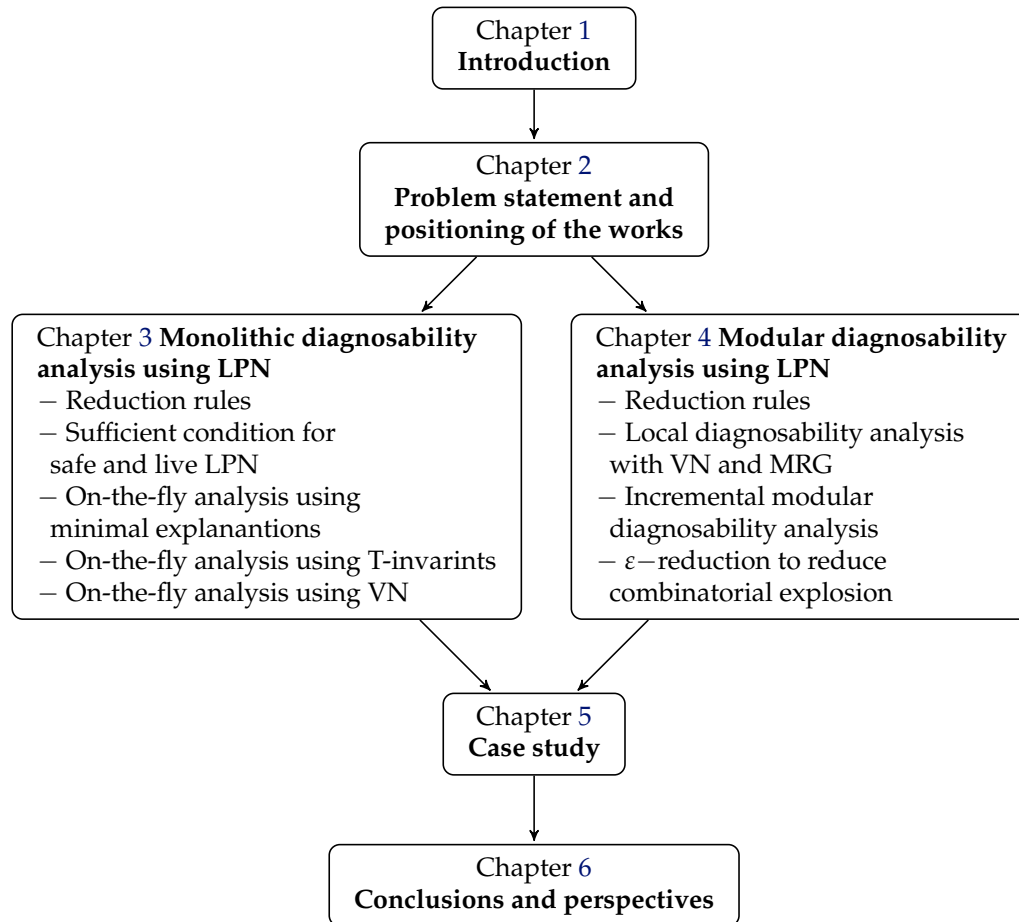 Chapter 1
Introduction
Chapter 2
Problem statement and
positioning of the works
Chapter 3 Monolithic diagnosability
analysis using LPN
− Reduction rules
− Sufficient condition for
safe and live LPN
− On-the-fly analysis using
minimal explanantions
− On-the-fly analysis using T-invarints
− On-the-fly analysis using VN
Chapter 4 Modular diagnosability
analysis using LPN
− Reduction rules
− Local diagnosability analysis
with VN and MRG
− Incremental modular
diagnosability analysis
− ε−reduction to reduce
combinatorial explosion
Chapter 5
Case study
Chapter 6
Conclusions and perspectives